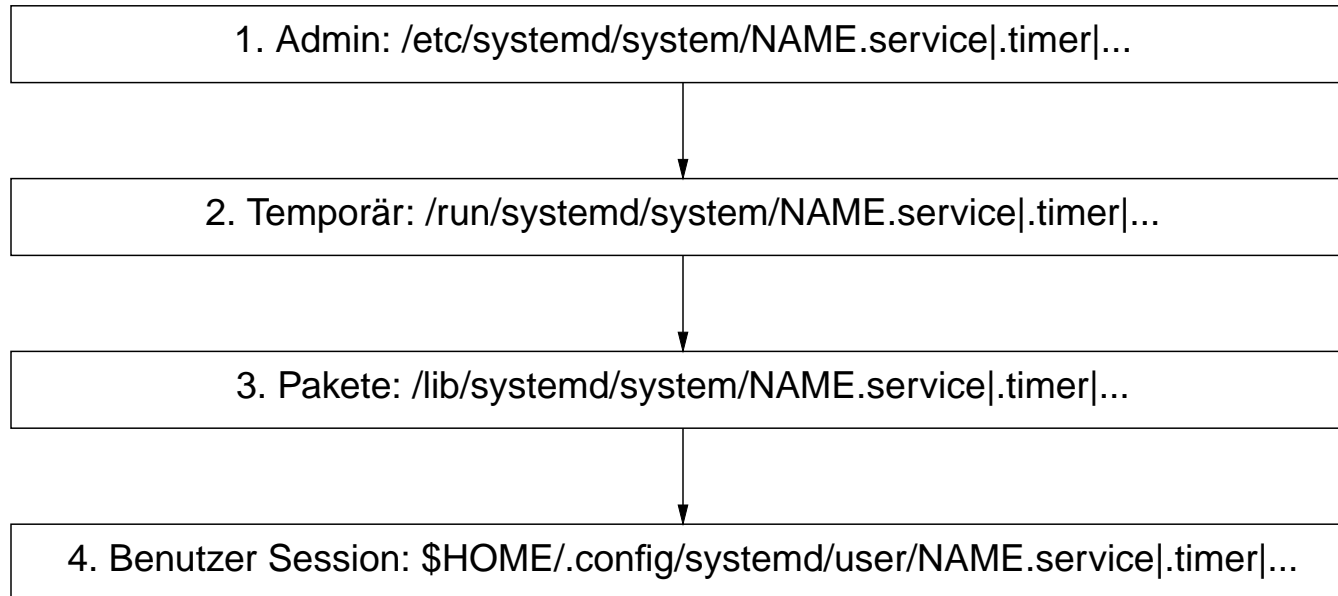 1. Admin: /etc/systemd/system/NAME.service|.timer|...
2. Temporär: /run/systemd/system/NAME.service|.timer|...
3. Pakete: /lib/systemd/system/NAME.service|.timer|...
4. Benutzer Session: $HOME/.config/systemd/user/NAME.service|.timer|...